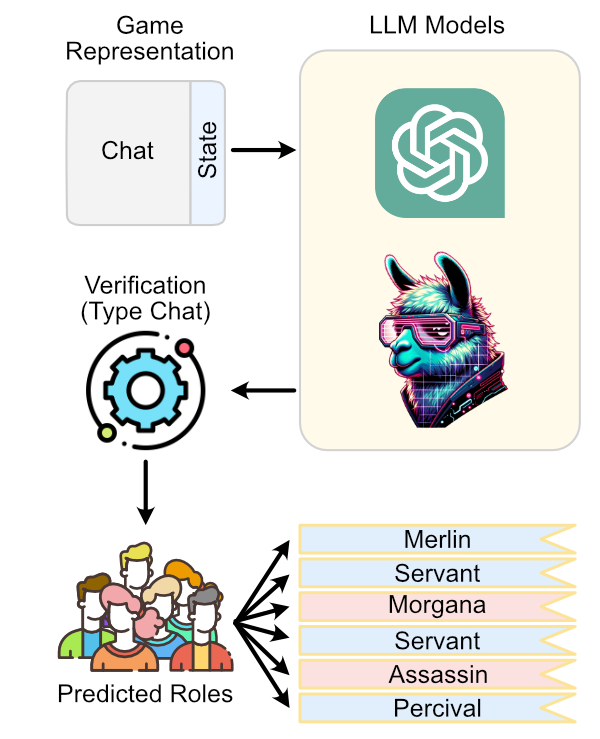 Game
Representation
LLM Models
Chat
State
Verification
(Type Chat)
Merlin
Servant
Morgana
Servant
Assassin
Percival
Predicted Roles